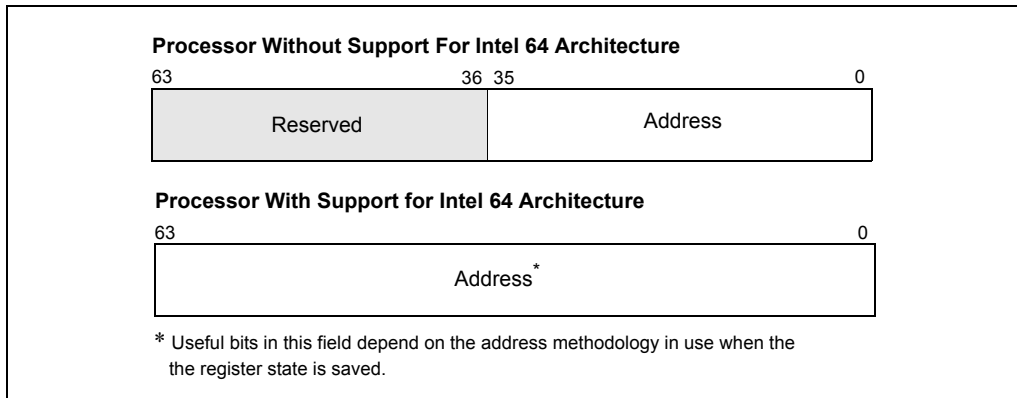 Processor Without Support For Intel 64 Architecture
63 36 35 0
Reserved Address
Processor With Support for Intel 64 Architecture
63 0
Address*
* Useful bits in this field depend on the address methodology in use when the
the register state is saved.